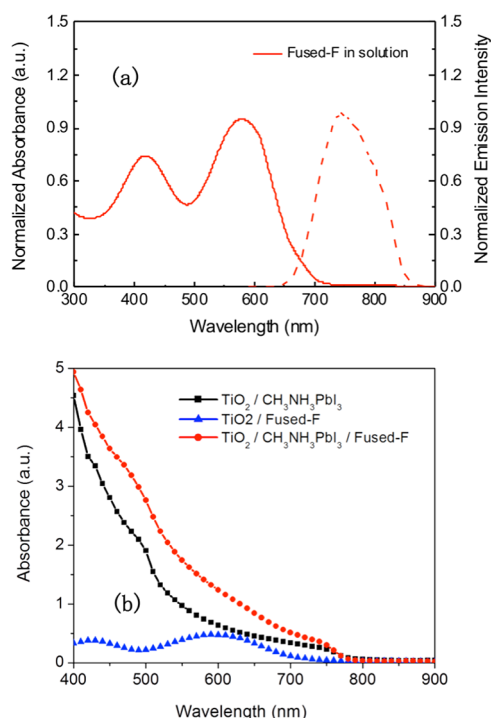 1.5
1.2
0.9
0.6
0.3
0.0
Normalized Absorbance (a.u.)
(a)
Fused-F in solution
1.5
1.2
0.9
0.6
0.3
0.0
Normalized Emission Intensity
300 400 500 600 700 800 900
Wavelength (nm)
5
4
3
2
1
0
Absorbance (a.u.)
TiO₂ / CH₃NH₃PbI₃
TiO2 / Fused-F
TiO₂ / CH₃NH₃PbI₃ / Fused-F
(b)
400 500 600 700 800 900
Wavelength (nm)